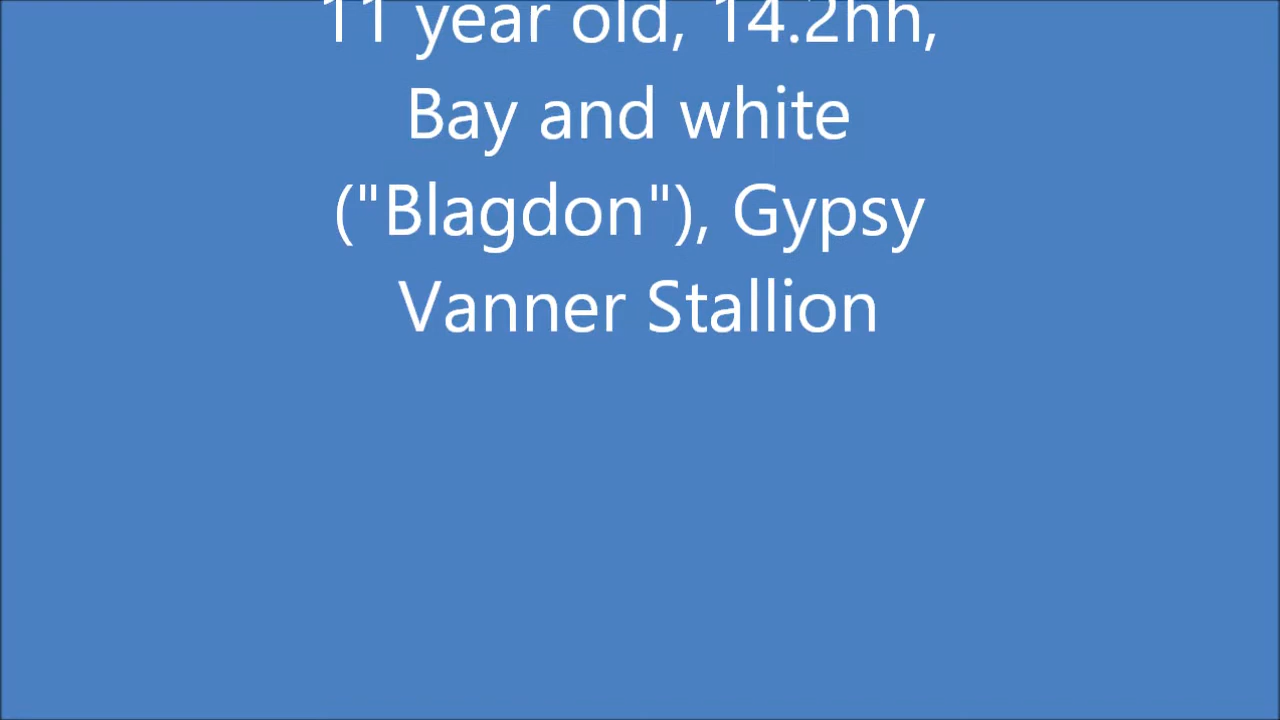 11 year old, 14.2hh,
Bay and white
("Blagdon"), Gypsy
Vanner Stallion